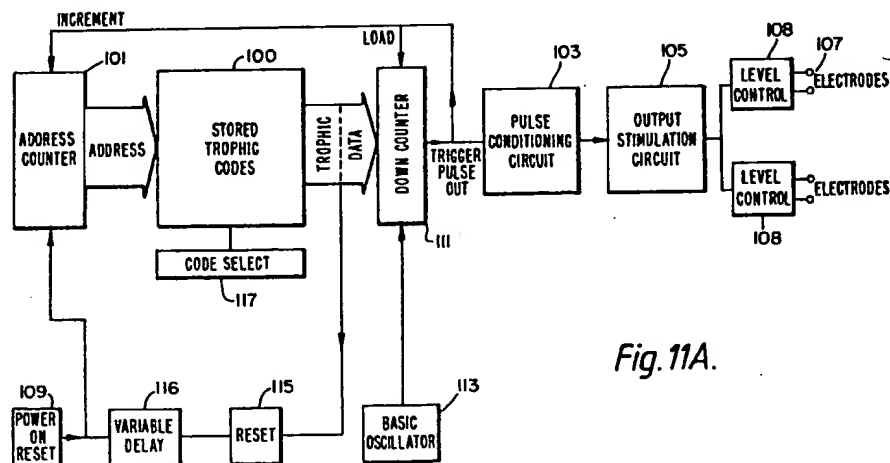 INCREMENT
LOAD
101
100
103
105
108
107
ADDRESS
COUNTER
ADDRESS
STORED
TROPHIC
CODES
TROPHIC
DATA
DOWN COUNTER
TRIGGER
PULSE OUT
PULSE
CONDITIONING
CIRCUIT
OUTPUT
STIMULATION
CIRCUIT
LEVEL
CONTROL
ELECTRODES
LEVEL
CONTROL
ELECTRODES
108
111
CODE SELECT
117
109
POWER
ON
RESET
116
VARIABLE
DELAY
115
RESET
113
BASIC
OSCILLATOR
Fig. 11A.